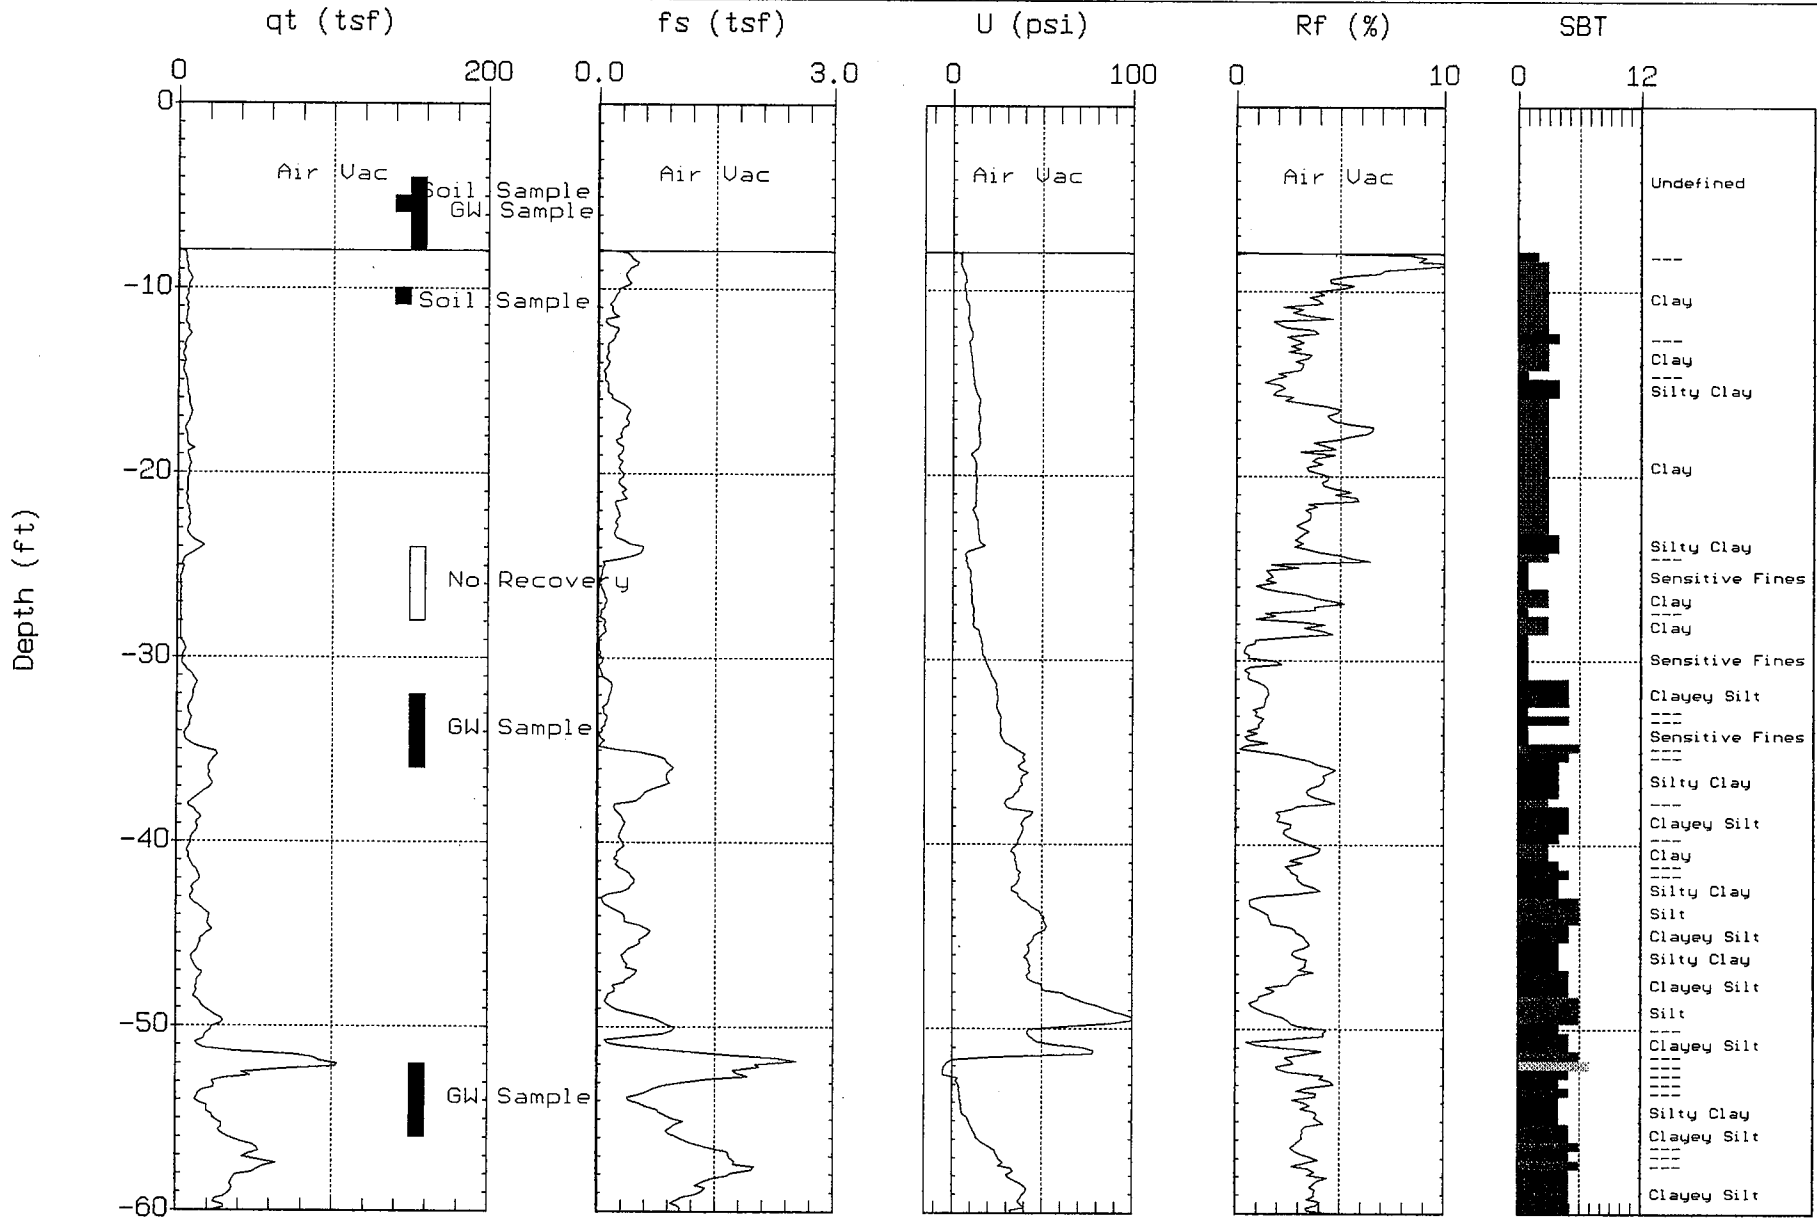 qt (tsf) fs (tsf) U (psi) Rf (%) SBT
0 200 0.0 3.0 0 100 0 10 0 12
0
Air Vac Air Vac Air Vac Air Vac
Undefined
Soil Sample
GW Sample
---
-10
Soil Sample
Clay
---
Clay
---
Silty Clay
-20
Clay
Depth (ft)
Silty Clay
---
No Recovery
Sensitive Fines
Clay
---
Clay
-30
Sensitive Fines
Clayey Silt
---
---
GW Sample
Sensitive Fines
---
---
Silty Clay
---
Clayey Silt
---
-40
Clay
---
---
Silty Clay
Silt
Clayey Silt
Silty Clay
Clayey Silt
Silt
-50
---
Clayey Silt
---
---
---
---
---
GW Sample
Silty Clay
Clayey Silt
---
---
---
Clayey Silt
-60